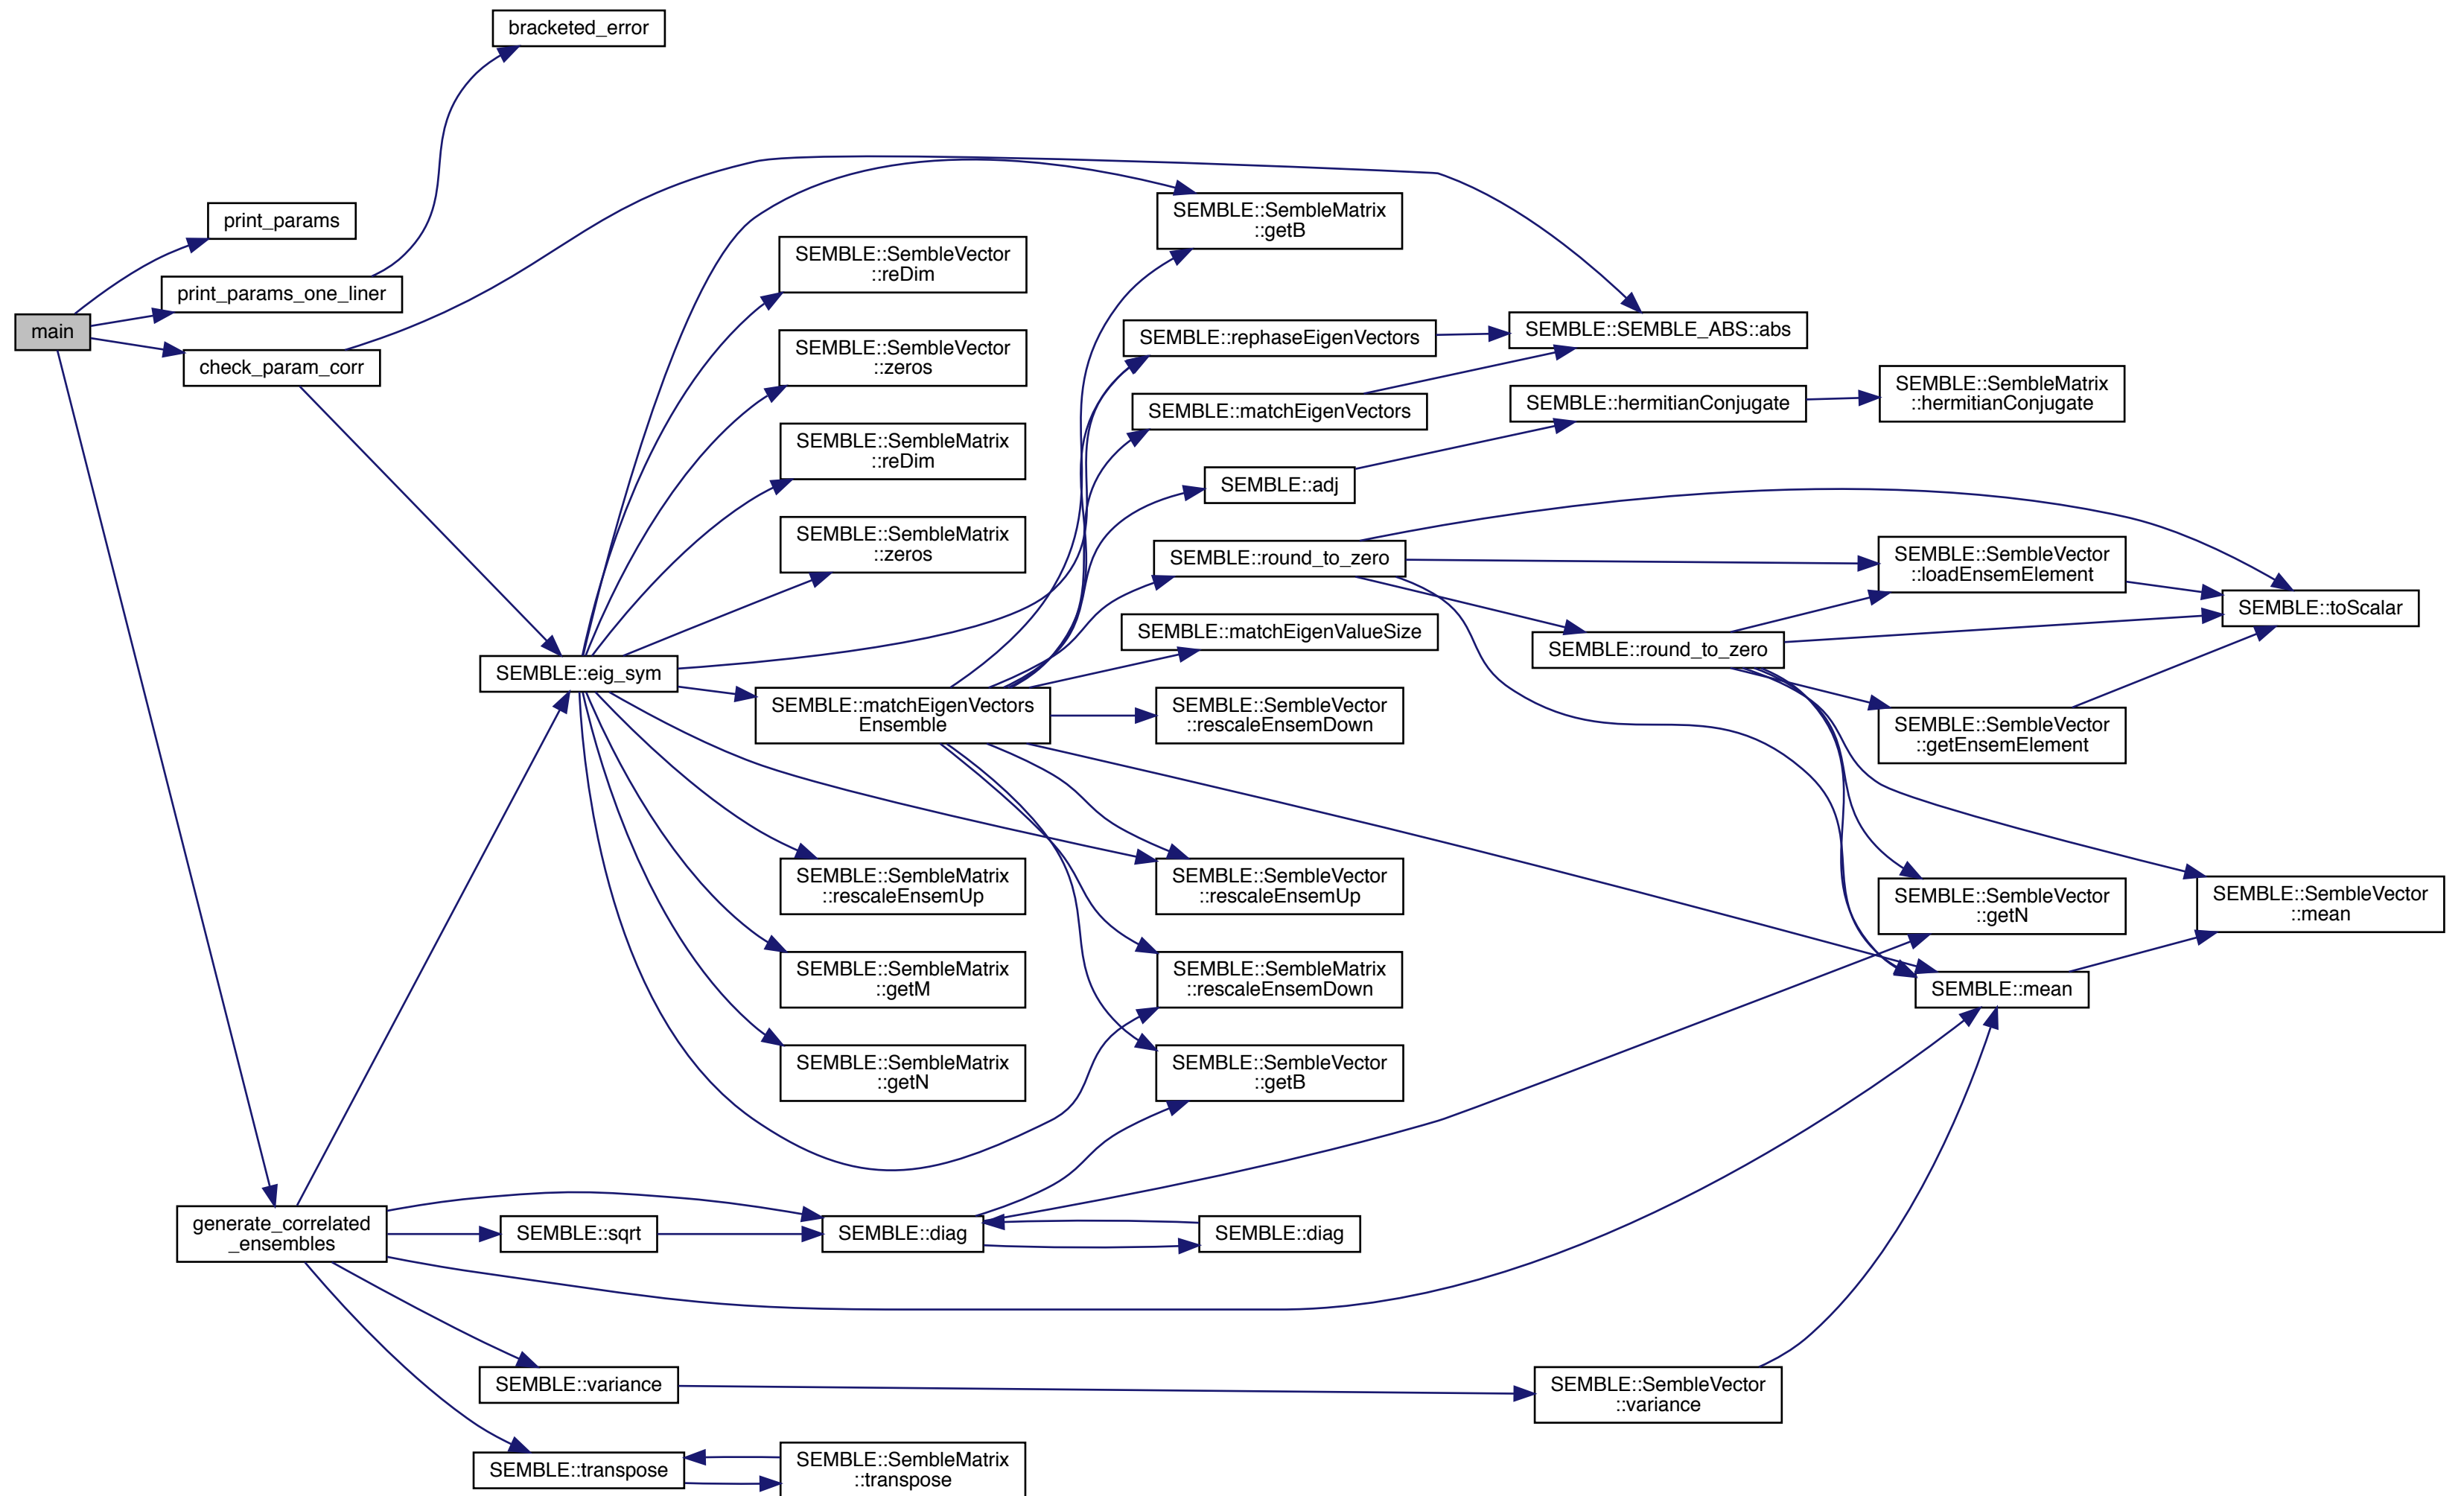 bracketed_error
print_params
print_params_one_liner
main
check_param_corr
SEMBLE::SembleMatrix
::getB
SEMBLE::SembleVector
::reDim
SEMBLE::SembleVector
::zeros
SEMBLE::SembleMatrix
::reDim
SEMBLE::SembleMatrix
::zeros
SEMBLE::rephaseEigenVectors
SEMBLE::SEMBLE_ABS::abs
SEMBLE::matchEigenVectors
SEMBLE::hermitianConjugate
SEMBLE::SembleMatrix
::hermitianConjugate
SEMBLE::adj
SEMBLE::round_to_zero
SEMBLE::SembleVector
::loadEnsemElement
SEMBLE::toScalar
SEMBLE::matchEigenValueSize
SEMBLE::round_to_zero
SEMBLE::eig_sym
SEMBLE::matchEigenVectors
Ensemble
SEMBLE::SembleVector
::rescaleEnsemDown
SEMBLE::SembleVector
::getEnsemElement
SEMBLE::SembleMatrix
::rescaleEnsemUp
SEMBLE::SembleVector
::rescaleEnsemUp
SEMBLE::SembleVector
::getN
SEMBLE::SembleVector
::mean
SEMBLE::SembleMatrix
::getM
SEMBLE::SembleMatrix
::rescaleEnsemDown
SEMBLE::mean
SEMBLE::SembleMatrix
::getN
SEMBLE::SembleVector
::getB
generate_correlated
_ensembles
SEMBLE::sqrt
SEMBLE::diag
SEMBLE::diag
SEMBLE::variance
SEMBLE::SembleVector
::variance
SEMBLE::transpose
SEMBLE::SembleMatrix
::transpose